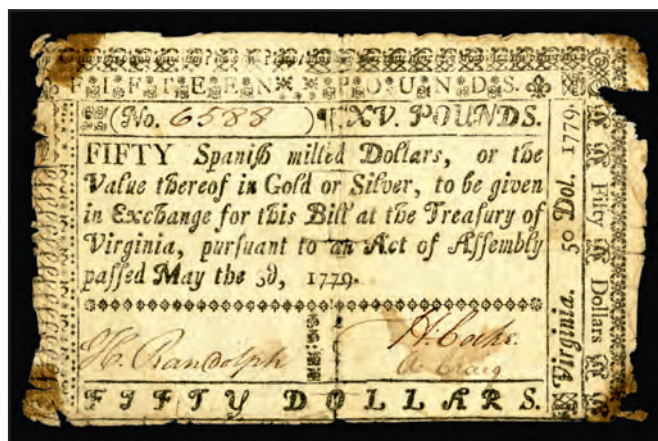 FIFTEEN POUNDS.
(No. 6588) XV. POUNDS.
FIFTY Spanish milled Dollars, or the
Value thereof in Gold or Silver, to be given
in Exchange for this Bill at the Treasury of
Virginia, pursuant to an Act of Assembly
passed May the 3d, 1779.
H. Randolph
H: Cocke.
A Craig
FIFTY DOLLARS.
Virginia. 50 Dol. 1779.
Fifty Dollars